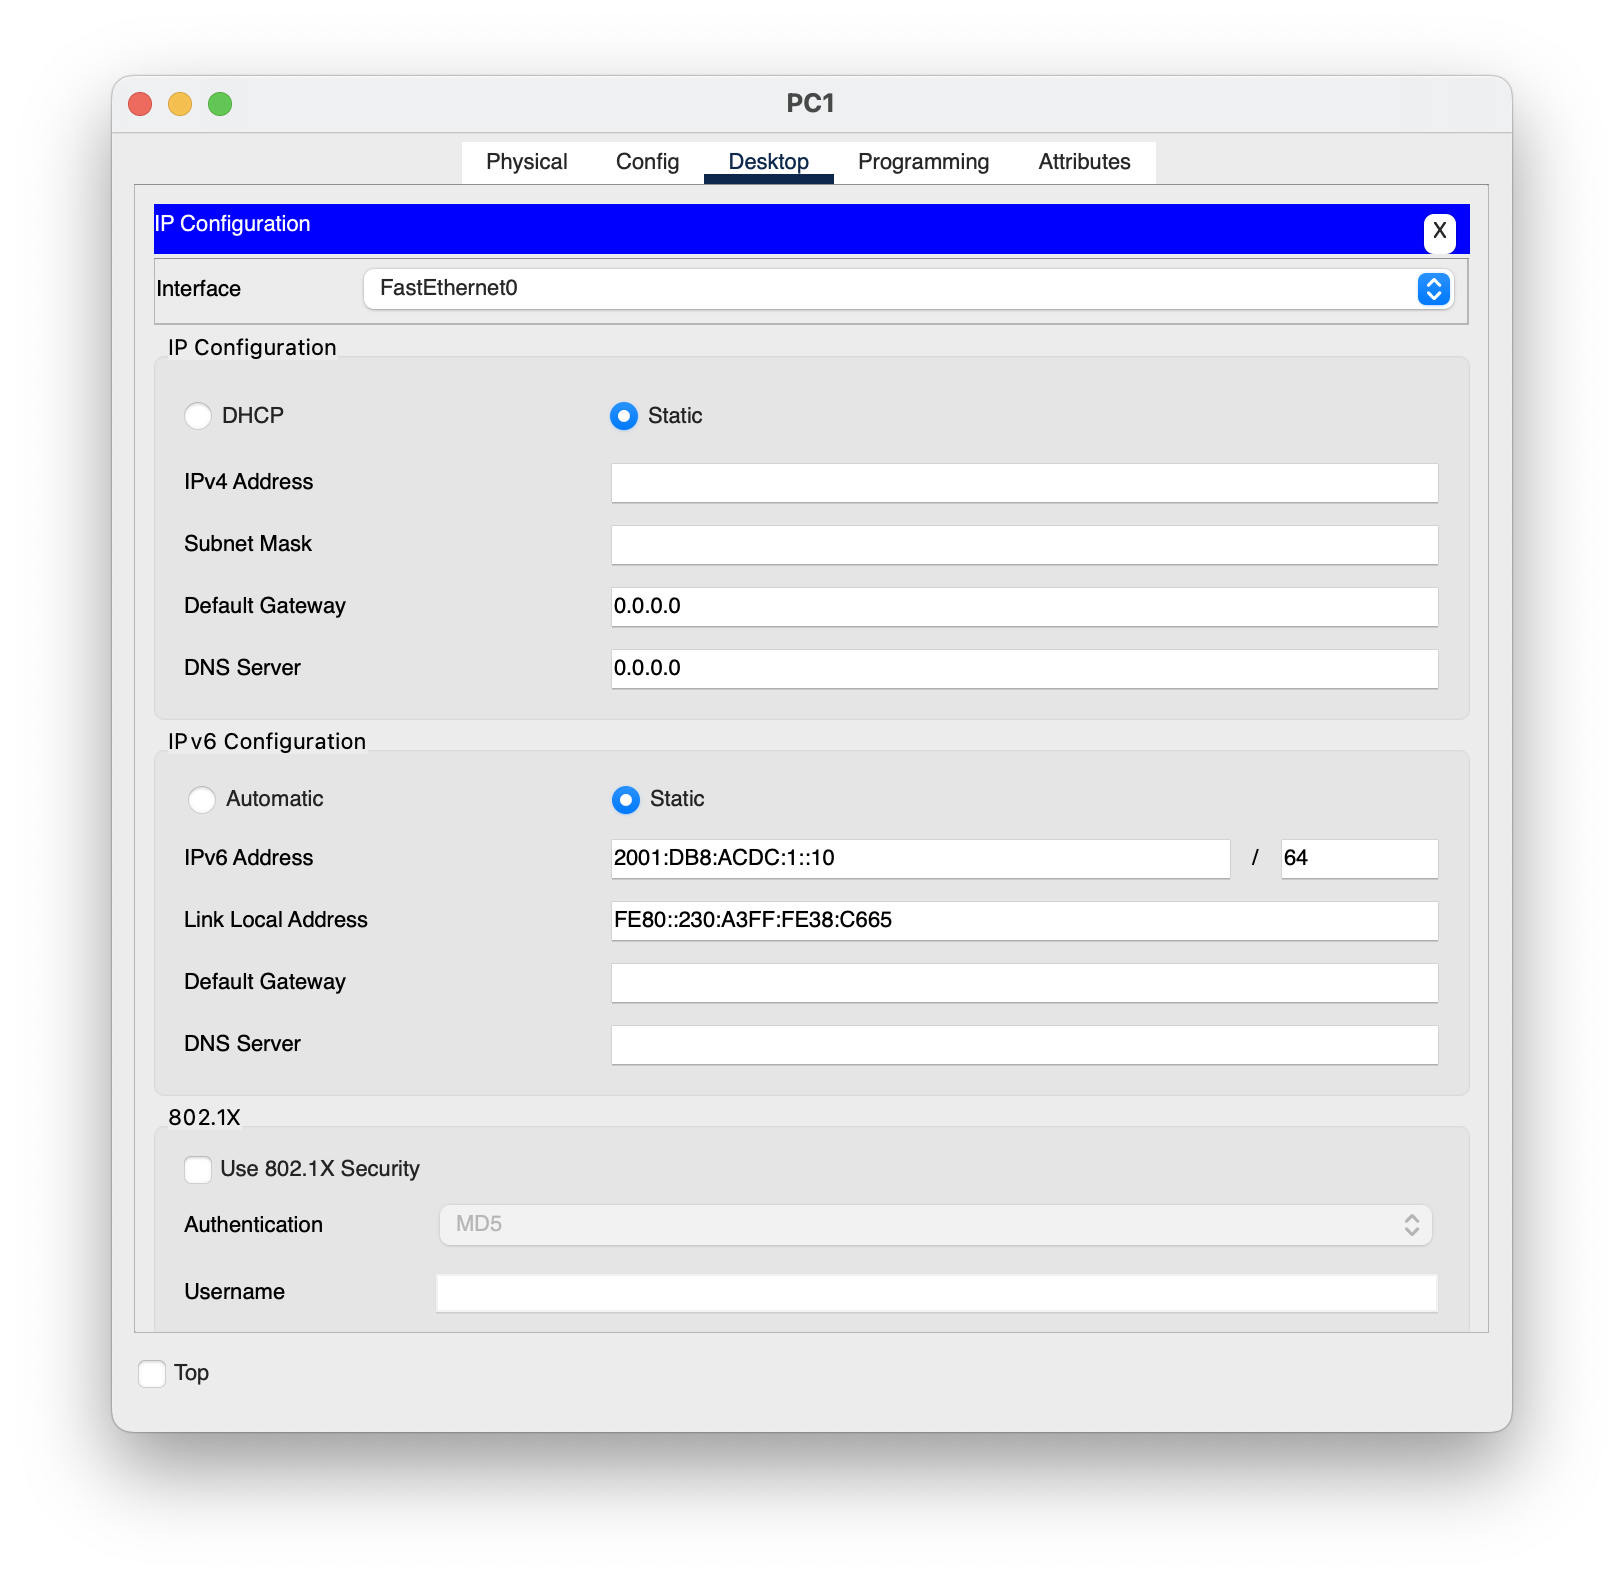 PC1
Physical Config Desktop Programming Attributes
IP Configuration
X
Interface FastEthernet0
IP Configuration
DHCP Static
IPv4 Address
Subnet Mask
Default Gateway 0.0.0.0
DNS Server 0.0.0.0
IPv6 Configuration
Automatic Static
IPv6 Address 2001:DB8:ACDC:1::10 / 64
Link Local Address FE80::230:A3FF:FE38:C665
Default Gateway
DNS Server
802.1X
Use 802.1X Security
Authentication MD5
Username
Top